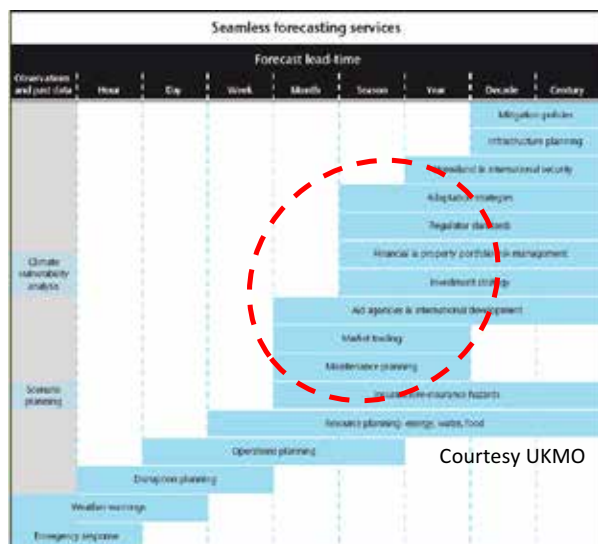 Seamless forecasting services
Forecast lead-time
Observations
and past data
Hour
Day
Week
Month
Season
Year
Decade
Century
Mitigation policies
Infrastructure planning
& international security
Adaptation strategies
Regulator standards
Financial & property portfolio risk management
Climate
vulnerability
analysis
Investment strategy
Aid agencies & international development
Market trading
Maintenance planning
Scenario
planning
hazards
Resource planning: energy, water, food
Operations planning
Courtesy UKMO
Disruption planning
Weather warnings
Emergency response